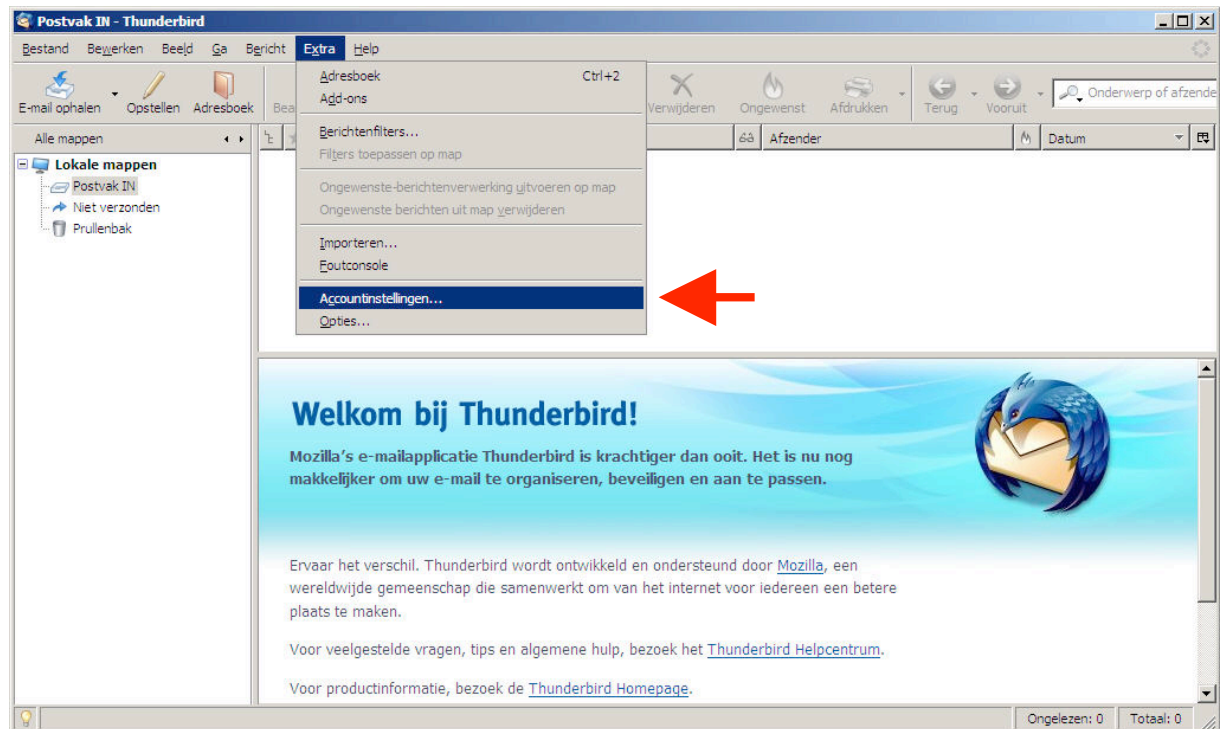 Postvak IN - Thunderbird
Bestand Bewerken Beeld Ga Bericht Extra Help
E-mail ophalen Opstellen Adresboek Verwijderen Ongewenst Afdrukken Terug Vooruit
Alle mappen Afzender Datum
Lokale mappen
Postvak IN
Niet verzonden
Prullenbak
Adresboek Ctrl+2
Add-ons
Berichtenfilters...
Filters toepassen op map
Ongewenste-berichtenverwerking uitvoeren op map
Ongewenste berichten uit map verwijderen
Importeren...
Foutconsole
Accountinstellingen...
Opties...
Onderwerp of afzende
Welkom bij Thunderbird!
Mozilla's e-mailapplicatie Thunderbird is krachtiger dan ooit. Het is nu nog
makkelijker om uw e-mail te organiseren, beveiligen en aan te passen.
Ervaar het verschil. Thunderbird wordt ontwikkeld en ondersteund door Mozilla, een
wereldwijde gemeenschap die samenwerkt om van het internet voor iedereen een betere
plaats te maken.
Voor veelgestelde vragen, tips en algemene hulp, bezoek het Thunderbird Helpcentrum.
Voor productinformatie, bezoek de Thunderbird Homepage.
Ongelezen: 0 Totaal: 0